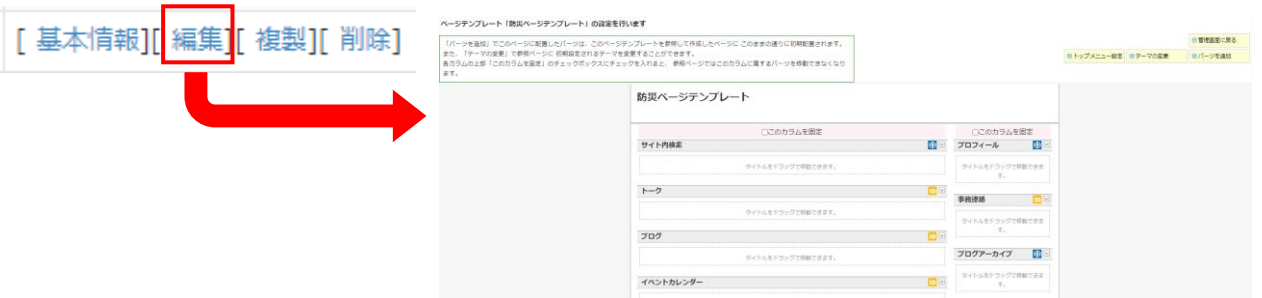 [ 基本情報][ 編集][ 複製][ 削除]
ページテンプレート「防災ページテンプレート」の設定を行います
「パーツを追加」でこのページに配置したパーツは、このページテンプレートを参照して作成したページに このままの通りに初期配置されます。
また、「テーマの変更」で参照ページに 初期設定されるテーマを変更することができます。
各カラムの上部「このカラムを固定」のチェックボックスにチェックを入れると、 参照ページではこのカラムに属するパーツを移動できなくなり
ます。
管理画面に戻る
トップメニュー設定 テーマの変更 パーツを追加
防災ページテンプレート
このカラムを固定
サイト内検索
タイトルをドラッグで移動できます。
トーク
タイトルをドラッグで移動できます。
ブログ
タイトルをドラッグで移動できます。
イベントカレンダー
このカラムを固定
プロフィール
タイトルをドラッグで移動できま
す。
事務連絡
タイトルをドラッグで移動できま
す。
ブログアーカイブ
タイトルをドラッグで移動できま
す。